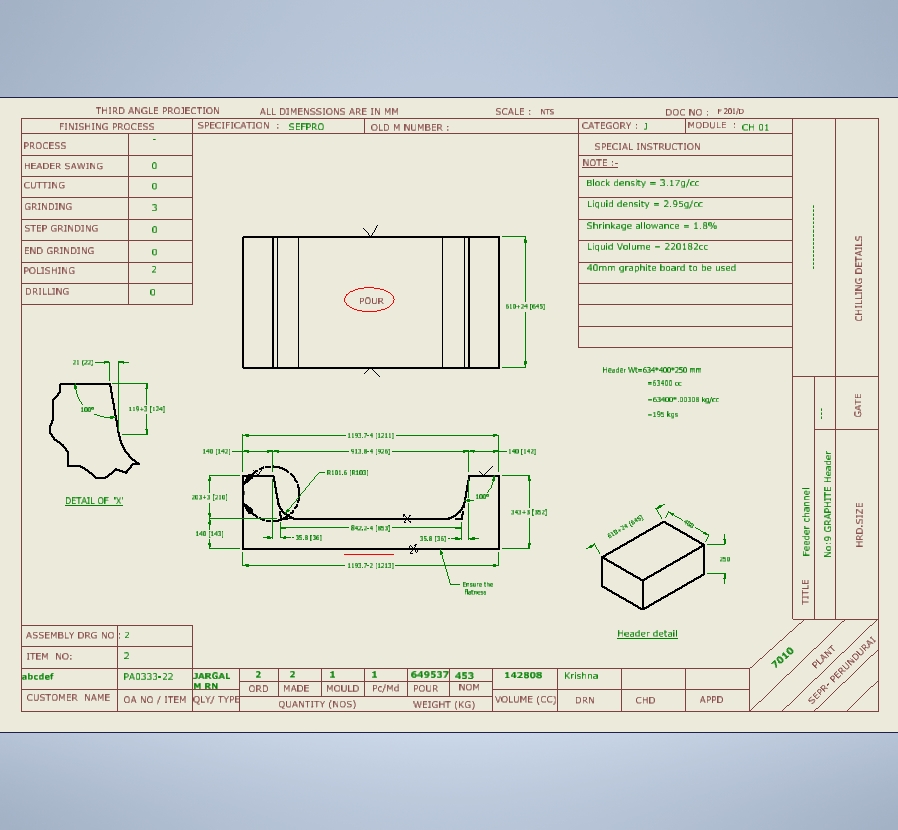 THIRD ANGLE PROJECTION ALL DIMENSSIONS ARE IN MM SCALE : NTS DOC NO : F 201/D
FINISHING PROCESS SPECIFICATION : SEFPRO OLD M NUMBER : CATEGORY : J MODULE : CH 01
PROCESS -
HEADER SAWING 0
CUTTING 0
GRINDING 3
STEP GRINDING 0
END GRINDING 0
POLISHING 2
DRILLING 0
SPECIAL INSTRUCTION
NOTE :-
Block density = 3.17g/cc
Liquid density = 2.95g/cc
Shrinkage allowance = 1.8%
Liquid Volume = 220182cc
40mm graphite board to be used
POUR
610+24 [645]
21 [22]
100°
119+3 [124]
DETAIL OF "X"
Header Wt=634*400*250 mm
=63400 cc
=63400*.00308 kg/cc
=195 kgs
1193.7-4 [1211]
140 [142] 913.8-4 [926] 140 [142]
R101.6 [R103]
203+3 [210]
100°
343+3 [352]
842.2-4 [853]
140 [143]
35.8 [36] 35.8 [36]
1193.7-2 [1213]
Ensure the
flatness
610+24 [645]
400
250
Header detail
CHILLING DETAILS
GATE
---
HRD.SIZE
TITLE
Feeder channel
No:9 GRAPHITE Header
ASSEMBLY DRG NO : 2
ITEM NO: 2
abcdef PA0333-22 JARGAL
M RN
2 2 1 1 649537 453 142808 Krishna
ORD MADE MOULD Pc/Md POUR NOM
CUSTOMER NAME OA NO / ITEM QLY/ TYPE QUANTITY (NOS) WEIGHT (KG) VOLUME (CC) DRN CHD APPD
7010
PLANT
SEPR- PERUNDURAI